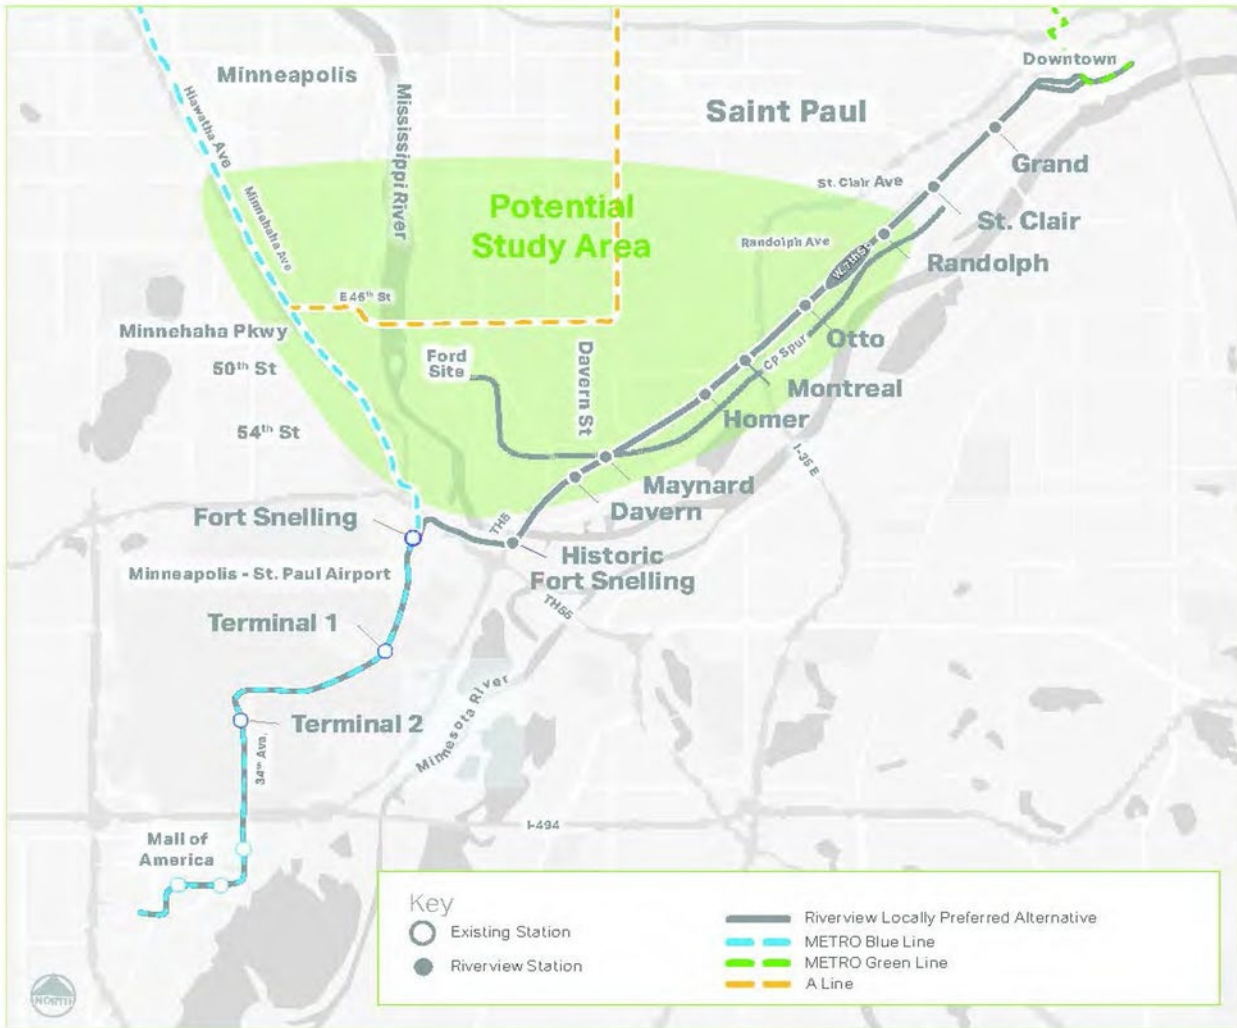 Downtown
Minneapolis
Saint Paul
Hiawatha Ave
Mississippi River
Grand
St. Clair Ave
Minnehaha Ave
Potential
Study Area
St. Clair
Randolph Ave
Randolph
W. 7th St.
E 46th St
Minnehaha Pkwy
Otto
50th St
Ford
Site
Davern St
CP Spur
Montreal
Homer
54th St
I-35 E
Maynard
Davern
Fort Snelling
TH5
Historic
Fort Snelling
Minneapolis - St. Paul Airport
TH55
Terminal 1
Terminal 2
Minnesota River
34th Ave.
I-494
Mall of
America
Key
Existing Station
Riverview Station
Riverview Locally Preferred Alternative
METRO Blue Line
METRO Green Line
A Line
NORTH